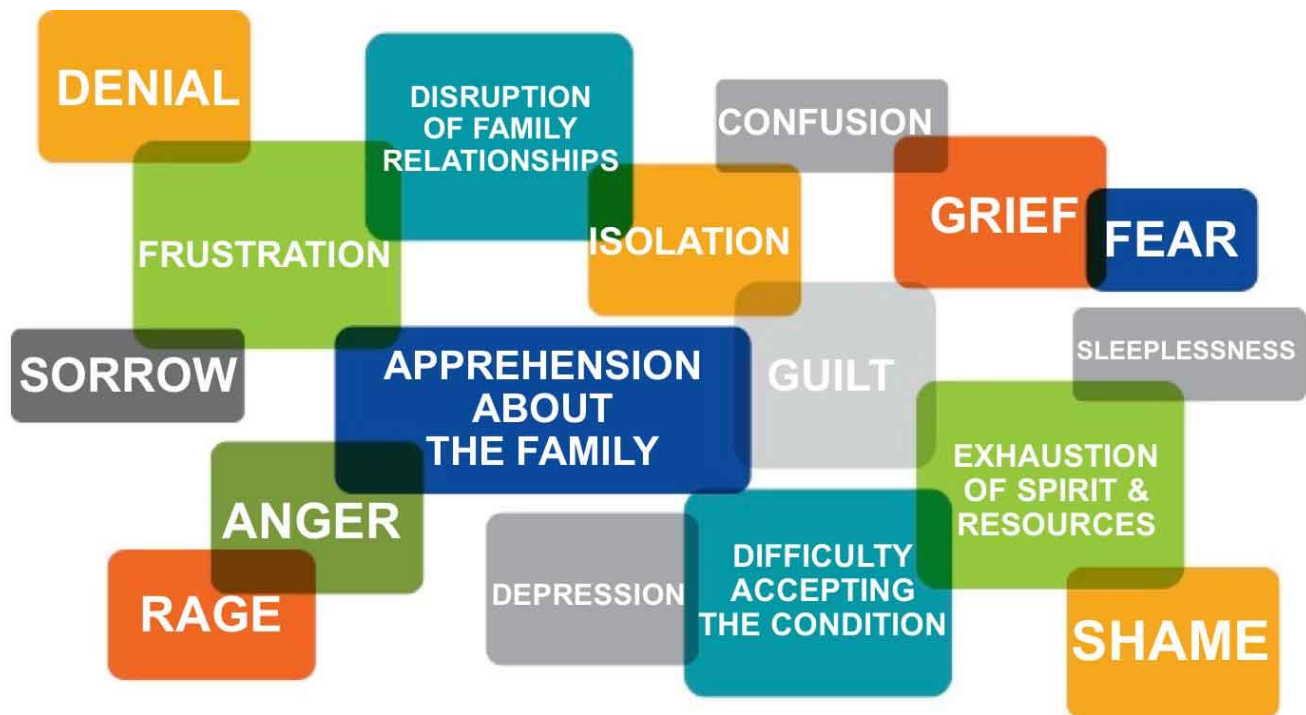 DENIAL
DISRUPTION
OF FAMILY
RELATIONSHIPS
CONFUSION
GRIEF
FEAR
FRUSTRATION
ISOLATION
SORROW
APPREHENSION
ABOUT
THE FAMILY
GUILT
SLEEPLESSNESS
ANGER
EXHAUSTION
OF SPIRIT &
RESOURCES
RAGE
DEPRESSION
DIFFICULTY
ACCEPTING
THE CONDITION
SHAME